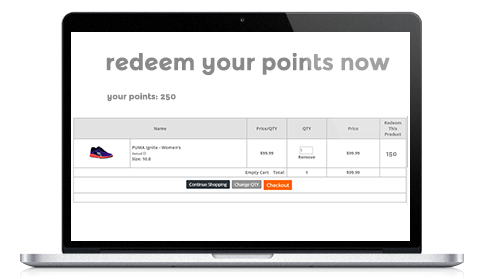 redeem your points now
your points: 250
Name Price/QTY QTY Price Redeem This Product
PUMA Ignite - Women's
Size: 10.0
$99.99 1 $99.99 150
Remove
Empty Cart Total 1 $99.99
Continue Shopping Change QTY Checkout